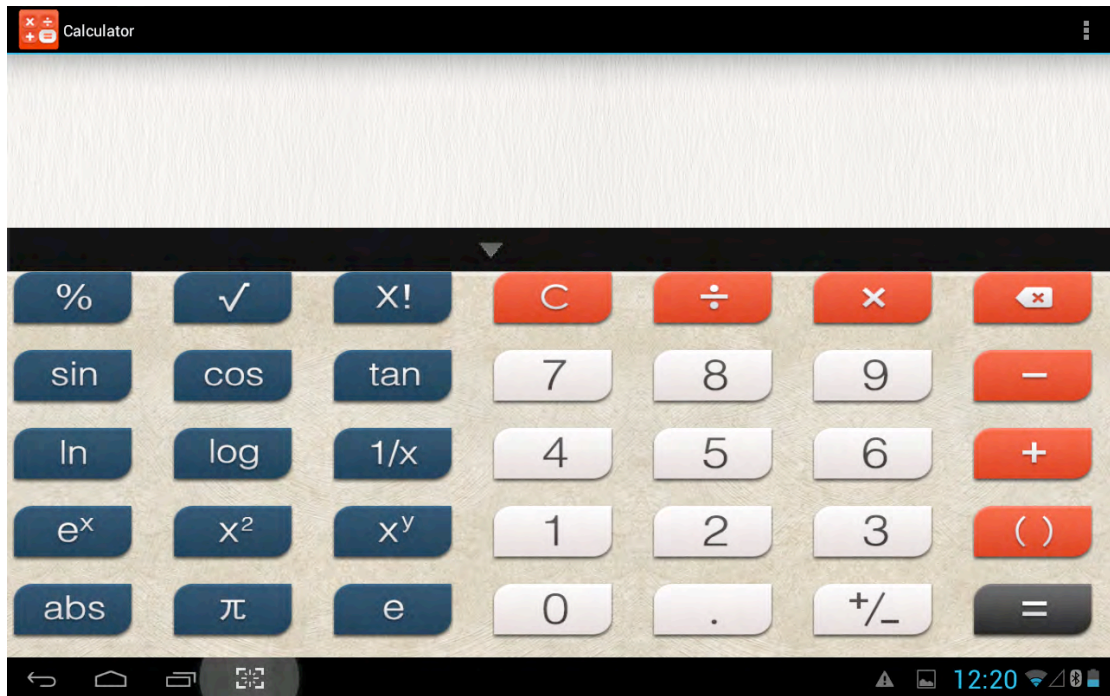 Calculator
% √ X! C ÷ ×
sin cos tan 7 8 9 −
ln log 1/x 4 5 6 +
eˣ x² xʸ 1 2 3 ( )
abs π e 0 . +/− =
12:20